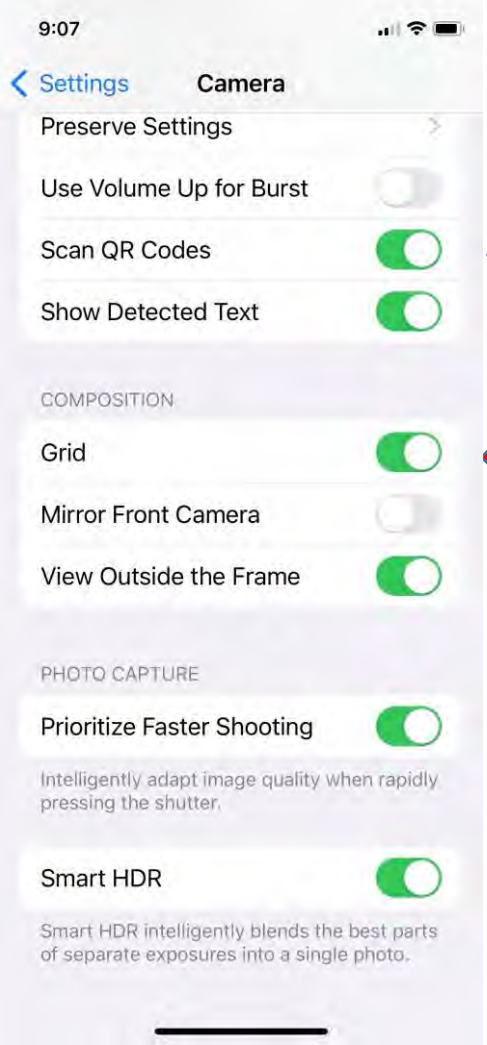 9:07
Settings
Camera
Preserve Settings
Use Volume Up for Burst
Scan QR Codes
Show Detected Text
COMPOSITION
Grid
Mirror Front Camera
View Outside the Frame
PHOTO CAPTURE
Prioritize Faster Shooting
Intelligently adapt image quality when rapidly
pressing the shutter.
Smart HDR
Smart HDR intelligently blends the best parts
of separate exposures into a single photo.